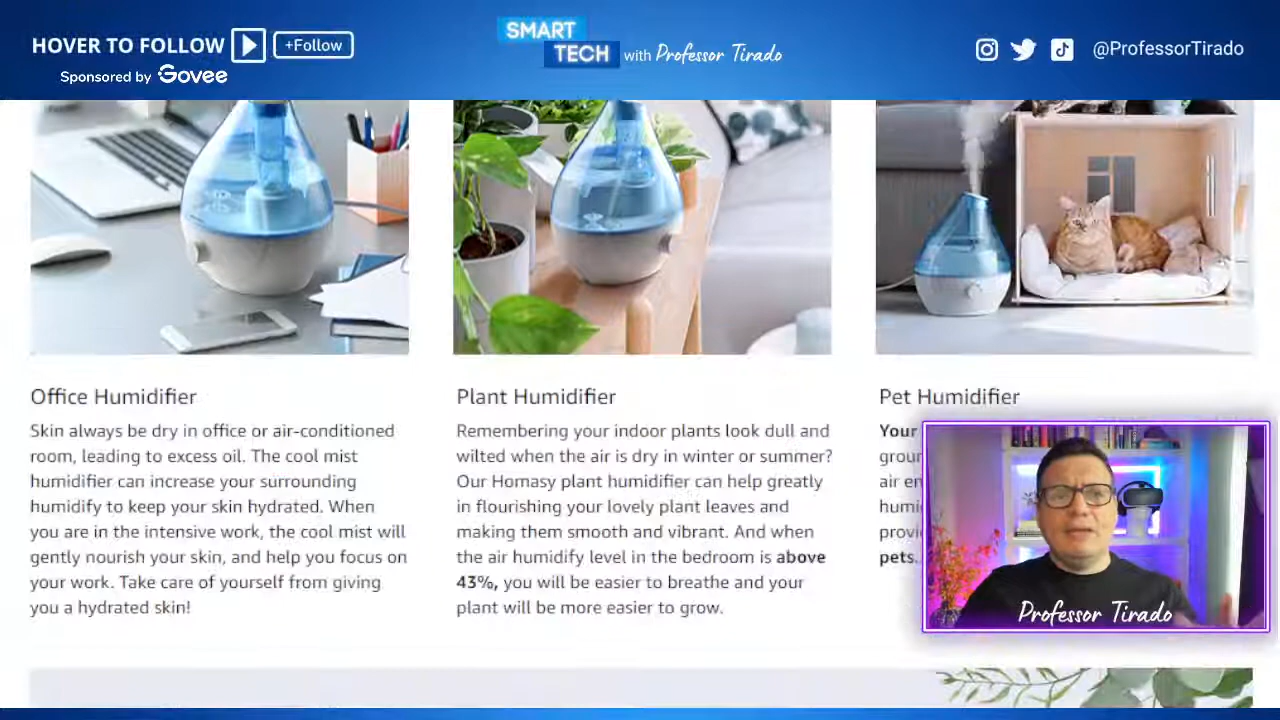 HOVER TO FOLLOW
+Follow
Sponsored by Govee
SMART
TECH
with Professor Tirado
@ProfessorTirado
Office Humidifier
Skin always be dry in office or air-conditioned
room, leading to excess oil. The cool mist
humidifier can increase your surrounding
humidify to keep your skin hydrated. When
you are in the intensive work, the cool mist will
gently nourish your skin, and help you focus on
your work. Take care of yourself from giving
you a hydrated skin!
Plant Humidifier
Remembering your indoor plants look dull and
wilted when the air is dry in winter or summer?
Our Homasy plant humidifier can help greatly
in flourishing your lovely plant leaves and
making them smooth and vibrant. And when
the air humidify level in the bedroom is above
43%, you will be easier to breathe and your
plant will be more easier to grow.
Pet Humidifier
Your
air
pets.
Professor Tirado